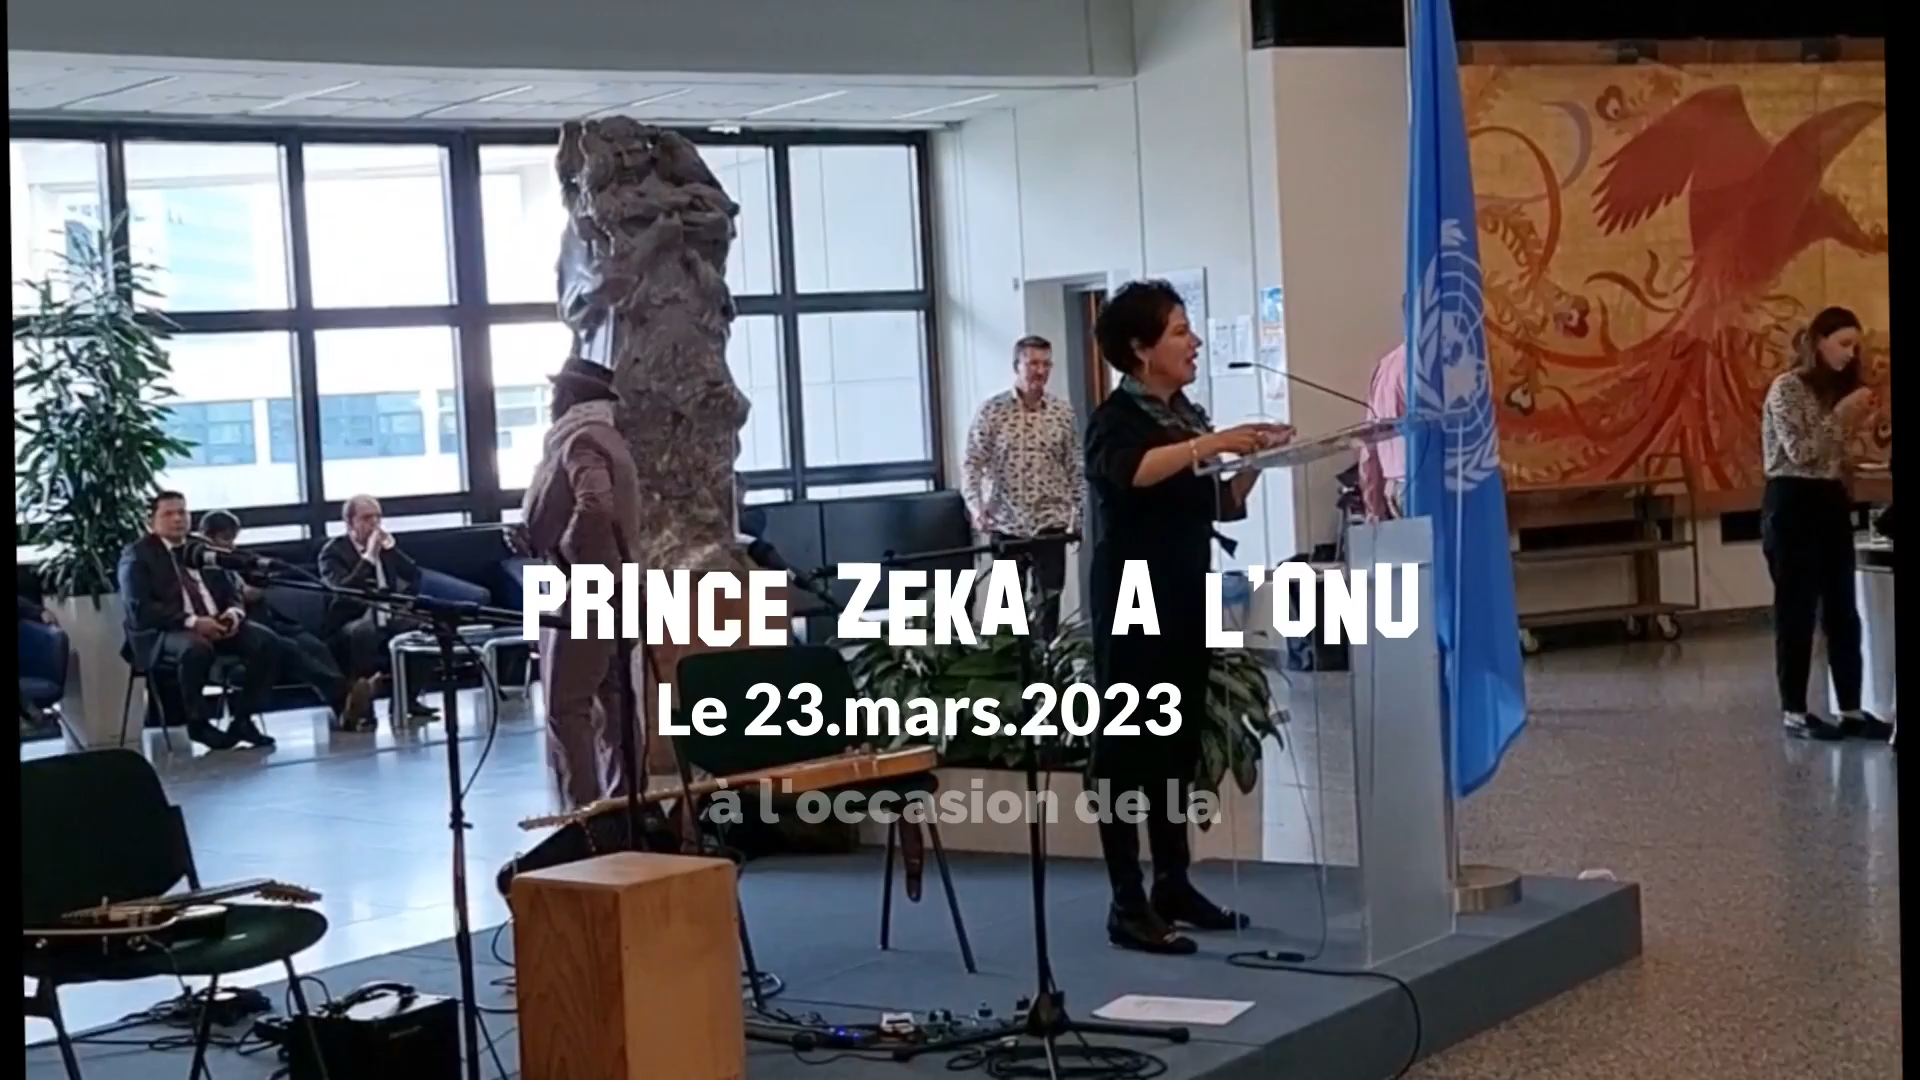 PRINCE ZEKA A L'ONU
Le 23.mars.2023
à l'occasion de la